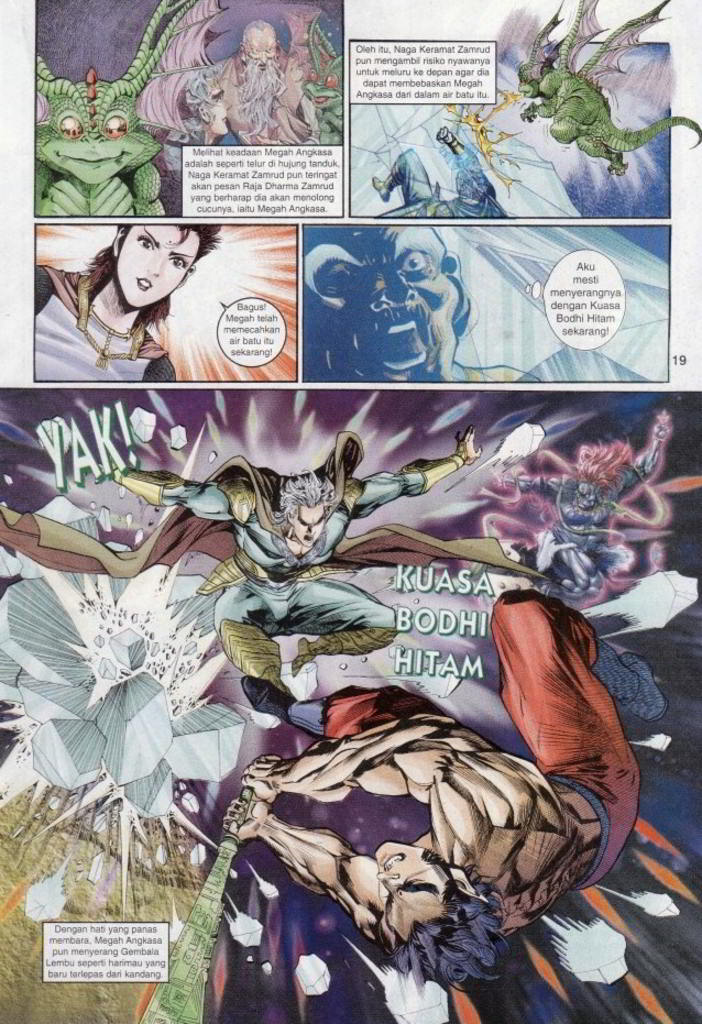 Melihat keadaan Megah Angkasa
adalah seperti telur di hujung tanduk,
Naga Keramat Zamrud pun teringat
akan pesan Raja Dharma Zamrud
yang berharap dia akan menolong
cucunya, iaitu Megah Angkasa.
Oleh itu, Naga Keramat Zamrud
pun mengambil risiko nyawanya
untuk meluru ke depan agar dia
dapat membebaskan Megah
Angkasa dari dalam air batu itu.
Bagus!
Megah telah
memecahkan
air batu itu
sekarang!
Aku
mesti
menyerangnya
dengan Kuasa
Bodhi Hitam
sekarang!
19
YAK!
KUASA
BODHI
HITAM
Dengan hati yang panas
membara, Megah Angkasa
pun menyerang Gembala
Lembu seperti harimau yang
baru terlepas dari kandang.